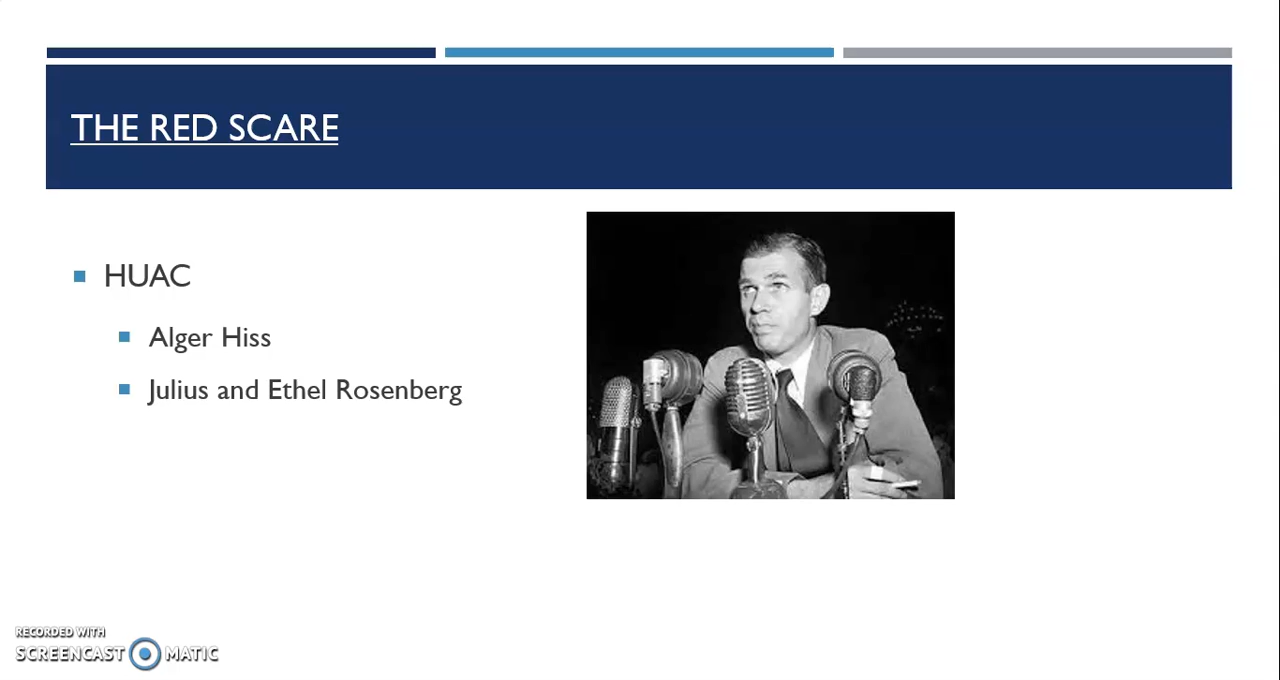 THE RED SCARE
HUAC
Alger Hiss
Julius and Ethel Rosenberg
RECORDED WITH
SCREENCAST MATIC